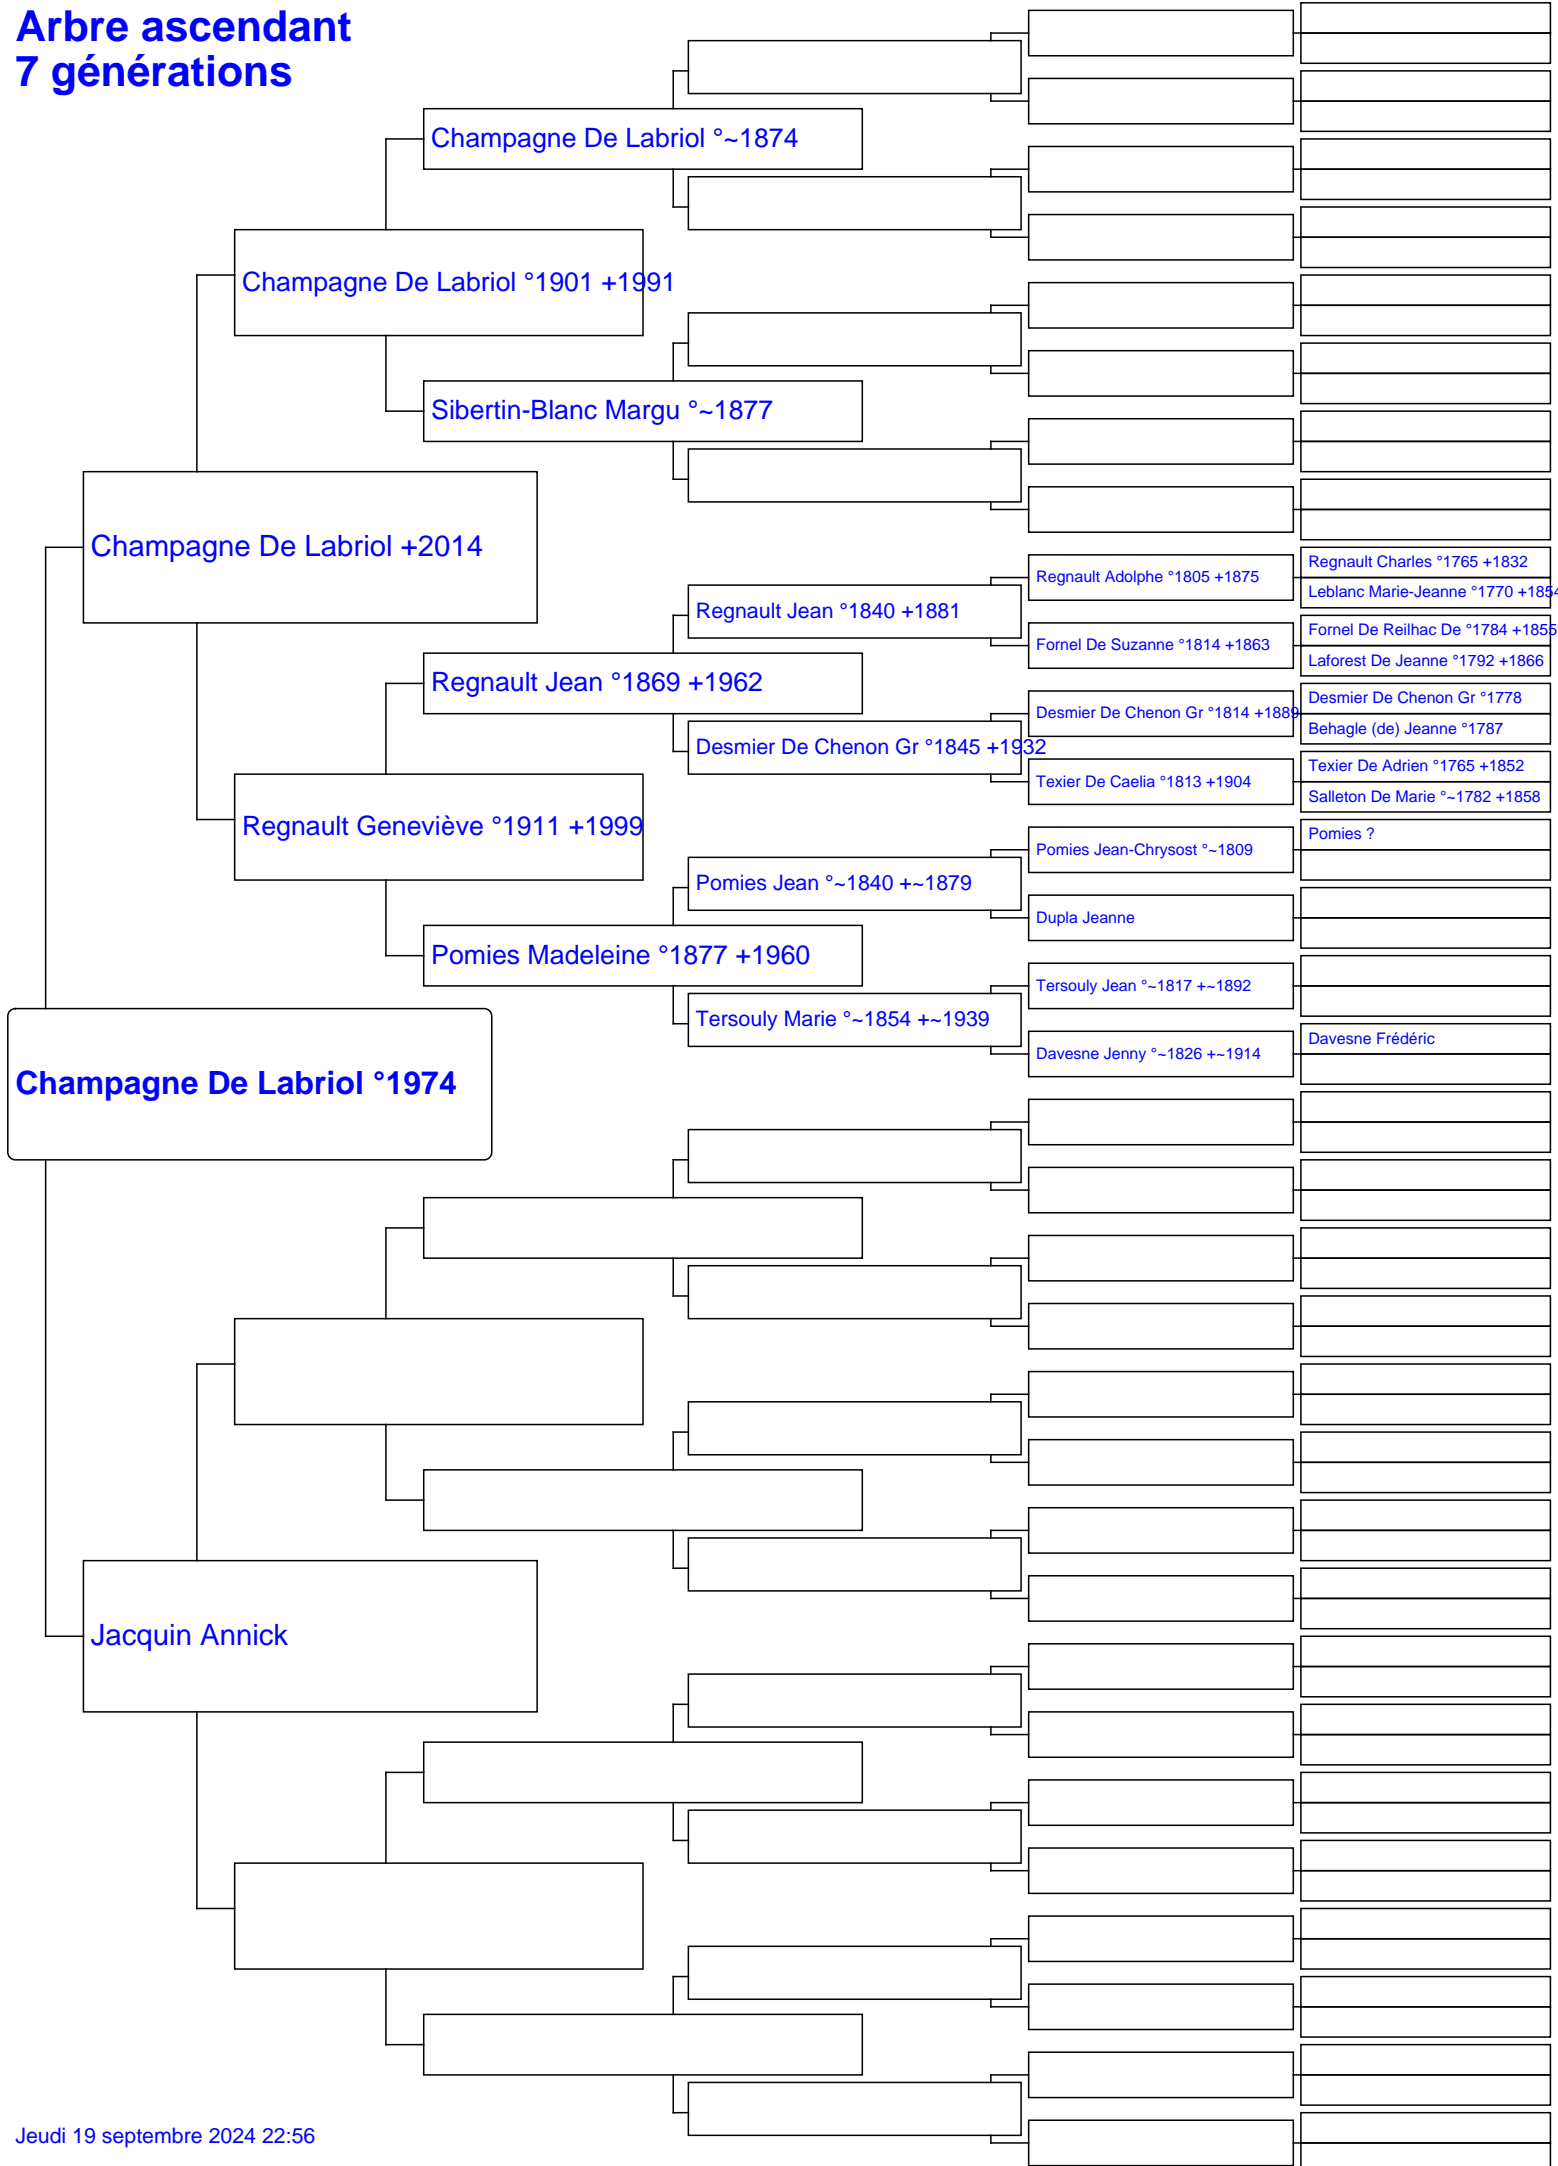 Arbre ascendant
7 générations
Champagne De Labriol °~1874
Champagne De Labriol °1901 +1991
Sibertin-Blanc Margu °~1877
Champagne De Labriol +2014
Regnault Charles °1765 +1832
Regnault Adolphe °1805 +1875
Leblanc Marie-Jeanne °1770 +1854
Regnault Jean °1840 +1881
Fornel De Reilhac De °1784 +1855
Fornel De Suzanne °1814 +1863
Laforest De Jeanne °1792 +1866
Regnault Jean °1869 +1962
Desmier De Chenon Gr °1778
Desmier De Chenon Gr °1814 +1889
Behagle (de) Jeanne °1787
Desmier De Chenon Gr °1845 +1932
Texier De Adrien °1765 +1852
Texier De Caelia °1813 +1904
Salleton De Marie °~1782 +1858
Regnault Geneviève °1911 +1999
Pomies ?
Pomies Jean-Chrysost °~1809
Pomies Jean °~1840 +~1879
Dupla Jeanne
Pomies Madeleine °1877 +1960
Tersouly Jean °~1817 +~1892
Tersouly Marie °~1854 +~1939
Davesne Frédéric
Davesne Jenny °~1826 +~1914
Champagne De Labriol °1974
Jacquin Annick
Jeudi 19 septembre 2024 22:56